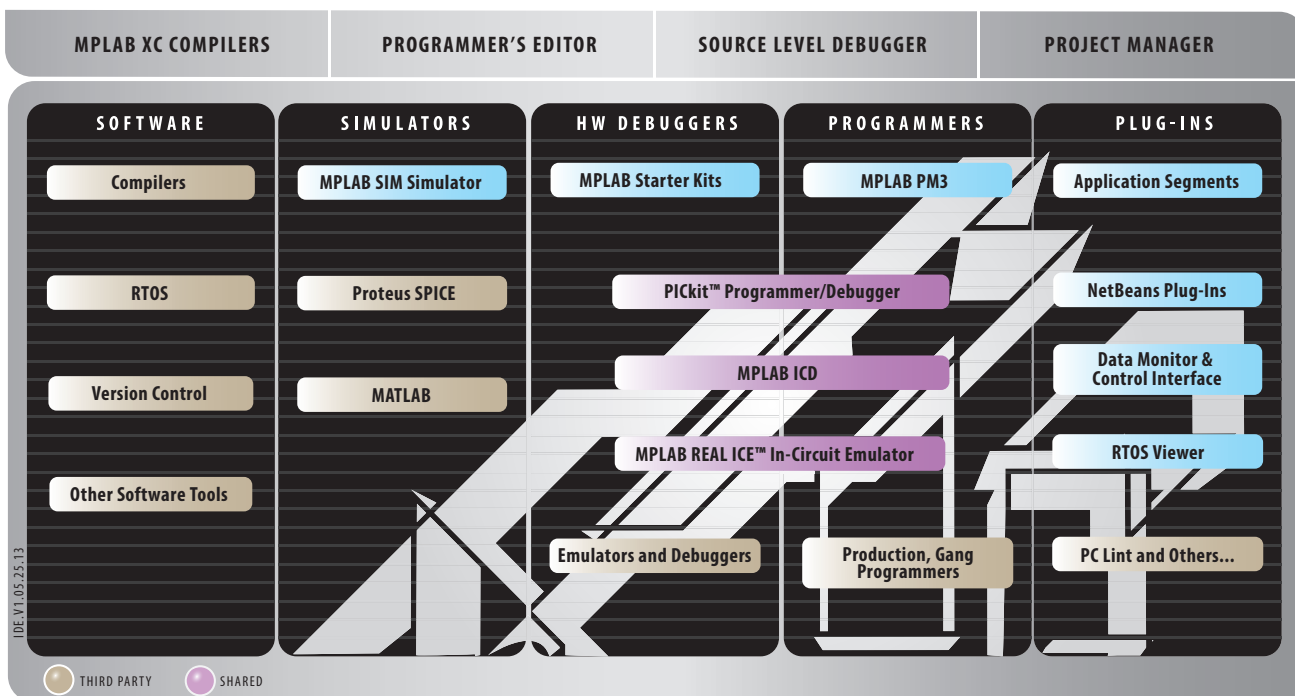 MPLAB XC COMPILERS
PROGRAMMER'S EDITOR
SOURCE LEVEL DEBUGGER
PROJECT MANAGER
SOFTWARE
Compilers
RTOS
Version Control
Other Software Tools
SIMULATORS
MPLAB SIM Simulator
Proteus SPICE
MATLAB
HW DEBUGGERS
PROGRAMMERS
MPLAB Starter Kits
MPLAB PM3
PICkit™ Programmer/Debugger
MPLAB ICD
MPLAB REAL ICE™ In-Circuit Emulator
Emulators and Debuggers
Production, Gang
Programmers
PLUG-INS
Application Segments
NetBeans Plug-Ins
Data Monitor &
Control Interface
RTOS Viewer
PC Lint and Others...
IDE.V1.05.25.13
THIRD PARTY
SHARED